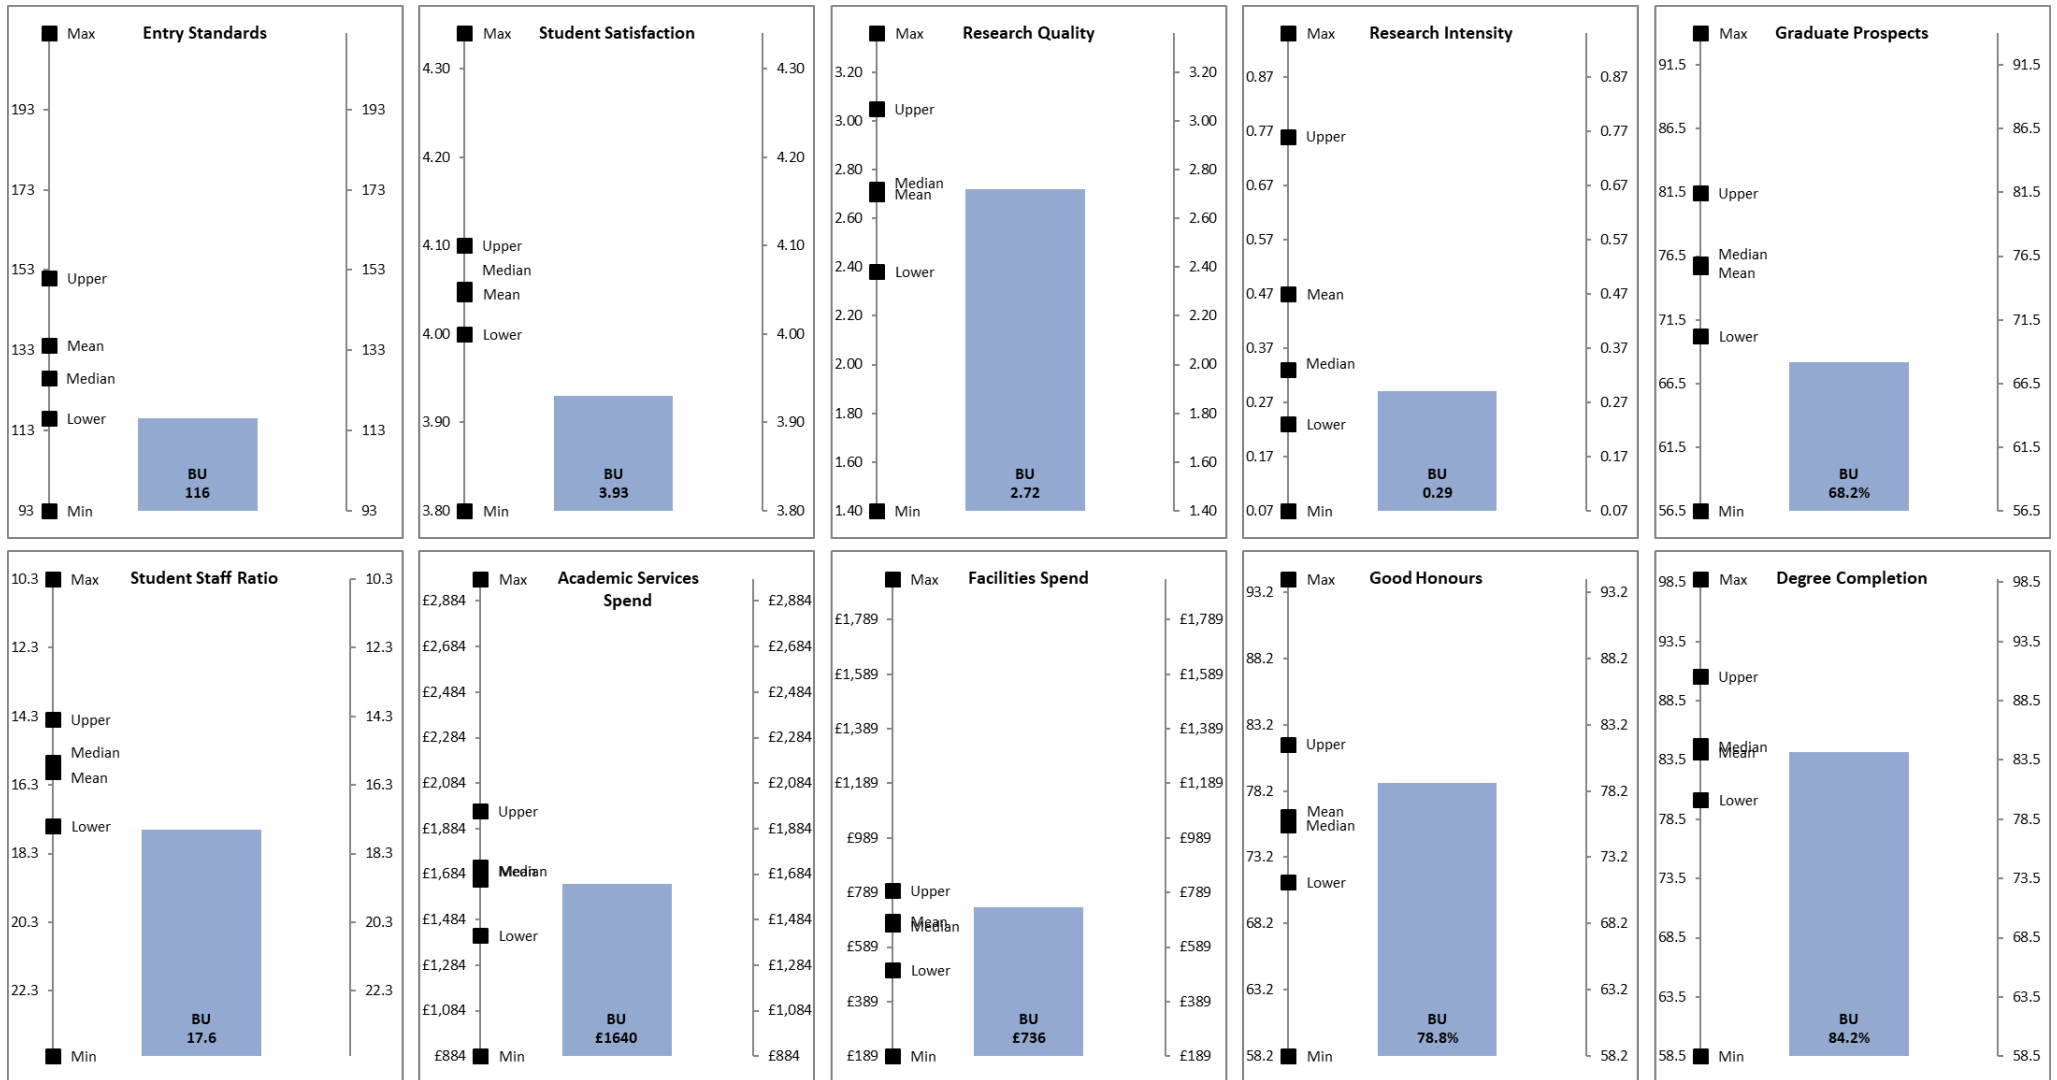 Entry Standards
Max
193
193
173
173
153
153
Upper
Mean
133
133
Median
Lower
113
113
BU
116
93
Min
93
Student Satisfaction
Max
4.30
4.30
4.20
4.20
4.10
Upper
4.10
Median
Mean
4.00
Lower
4.00
3.90
3.90
BU
3.93
3.80
Min
3.80
Research Quality
Max
3.20
3.20
Upper
3.00
3.00
2.80
2.80
Median
Mean
2.60
2.60
2.40
2.40
Lower
2.20
2.20
2.00
2.00
1.80
1.80
1.60
1.60
BU
2.72
1.40
Min
1.40
Research Intensity
Max
0.87
0.87
0.77
0.77
Upper
0.67
0.67
0.57
0.57
0.47
Mean
0.47
0.37
0.37
Median
0.27
0.27
Lower
0.17
0.17
BU
0.29
0.07
Min
0.07
Graduate Prospects
Max
91.5
91.5
86.5
86.5
81.5
81.5
Upper
76.5
Median
76.5
Mean
71.5
71.5
Lower
66.5
66.5
61.5
61.5
BU
68.2%
56.5
Min
56.5
Student Staff Ratio
10.3
Max
10.3
12.3
12.3
14.3
14.3
Upper
Median
Mean
16.3
16.3
Lower
18.3
18.3
20.3
20.3
22.3
22.3
BU
17.6
Min
Academic Services
Spend
Max
£2,884
£2,884
£2,684
£2,684
£2,484
£2,484
£2,284
£2,284
£2,084
£2,084
Upper
£1,884
£1,884
Mean
Median
£1,684
£1,684
£1,484
£1,484
Lower
£1,284
£1,284
£1,084
£1,084
BU
£1640
£884
Min
£884
Facilities Spend
Max
£1,789
£1,789
£1,589
£1,589
£1,389
£1,389
£1,189
£1,189
£989
£989
£789
Upper
£789
Mean
Median
£589
£589
Lower
£389
£389
BU
£736
£189
Min
£189
Good Honours
Max
93.2
93.2
88.2
88.2
83.2
83.2
Upper
78.2
78.2
Mean
Median
73.2
73.2
Lower
68.2
68.2
63.2
63.2
BU
78.8%
58.2
Min
58.2
Degree Completion
98.5
Max
98.5
93.5
93.5
Upper
88.5
88.5
Median
Mean
83.5
83.5
Lower
78.5
78.5
73.5
73.5
68.5
68.5
63.5
63.5
BU
84.2%
58.5
Min
58.5